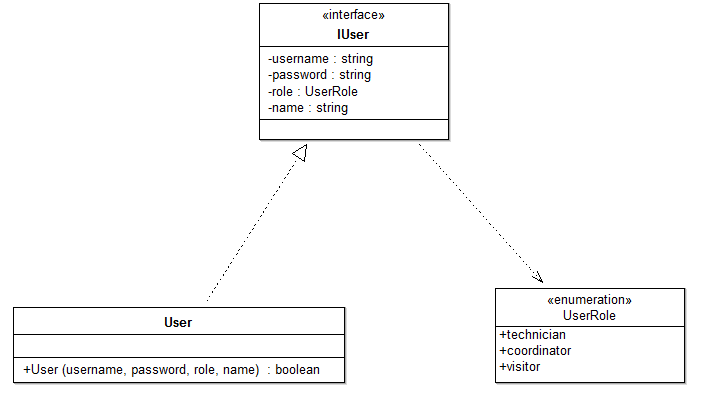 «interface»
IUser
-username : string
-password : string
-role : UserRole
-name : string
User
+User (username, password, role, name) : boolean
«enumeration»
UserRole
+technician
+coordinator
+visitor